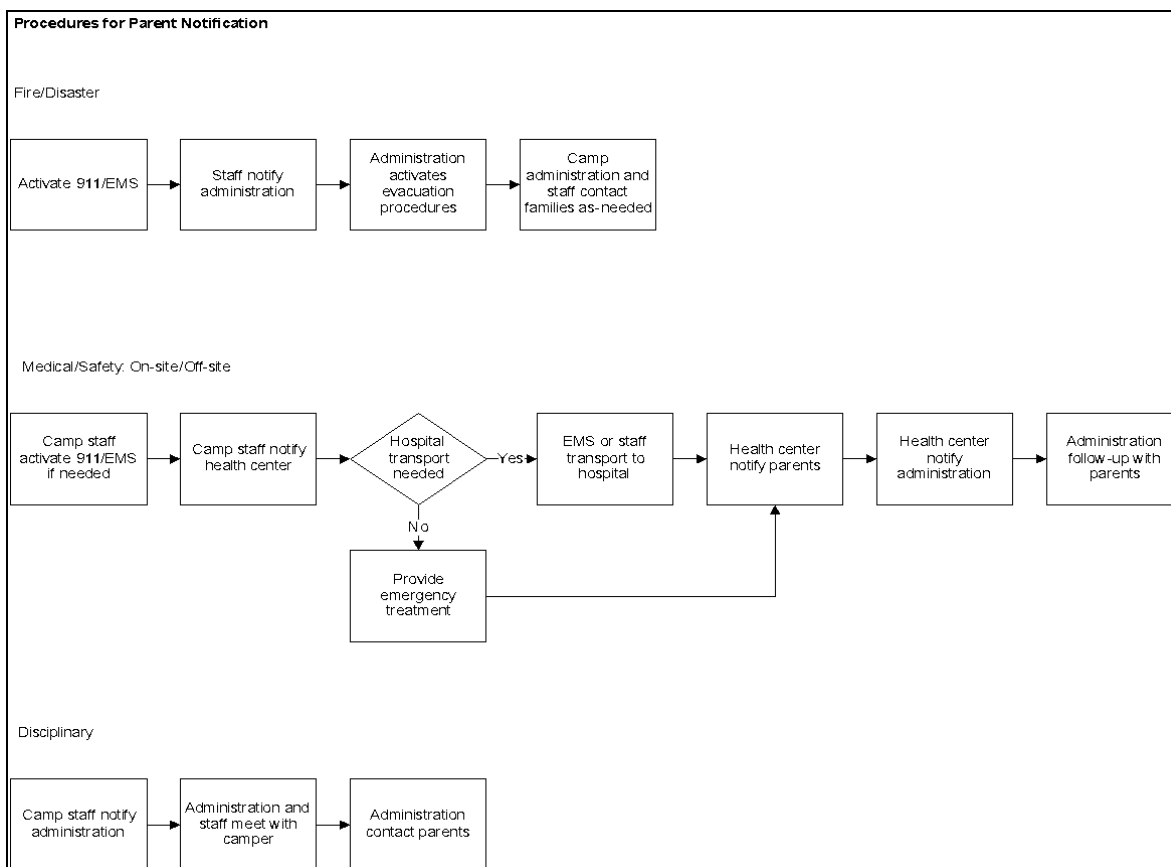 Procedures for Parent Notification
Fire/Disaster
Activate 911/EMS
Staff notify
administration
Administration
activates
evacuation
procedures
Camp
administration and
staff contact
families as-needed
Medical/Safety: On-site/Off-site
Camp staff
activate 911/EMS
if needed
Camp staff notify
health center
Hospital
transport
needed
Yes
No
EMS or staff
transport to
hospital
Health center
notify parents
Health center
notify
administration
Administration
follow-up with
parents
Provide
emergency
treatment
Disciplinary
Camp staff notify
administration
Administration and
staff meet with
camper
Administration
contact parents